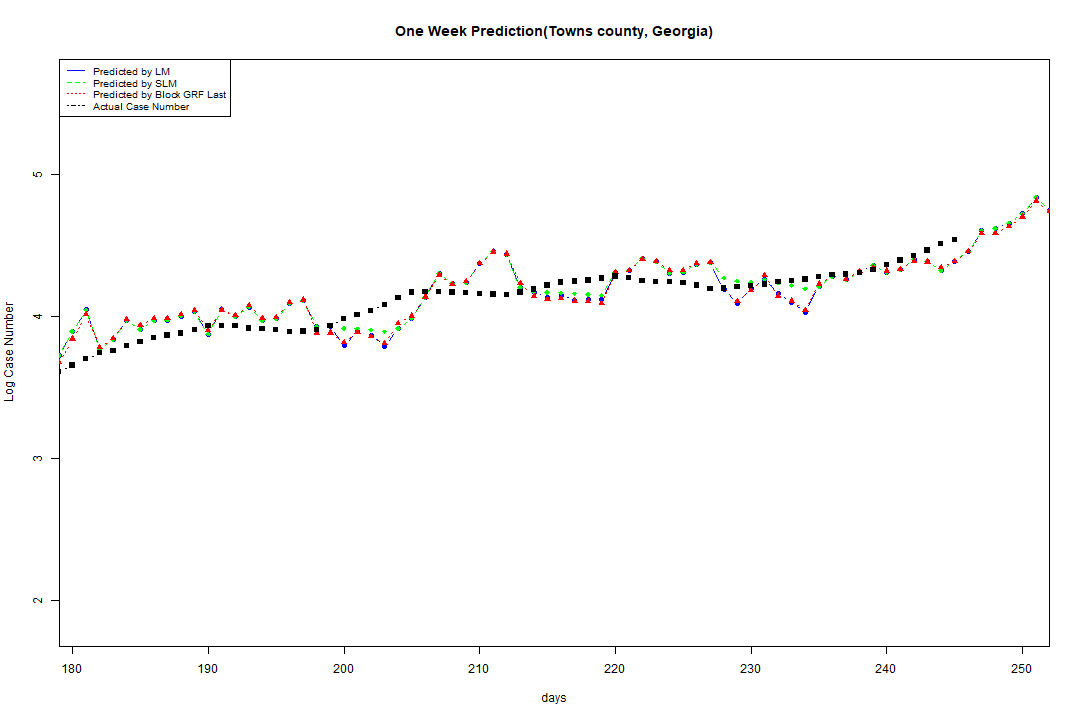 One Week Prediction(Towns county, Georgia)
Predicted by LM
Predicted by SLM
Predicted by Block GRF Last
Actual Case Number
5
4
3
2
Log Case Number
180 190 200 210 220 230 240 250
days